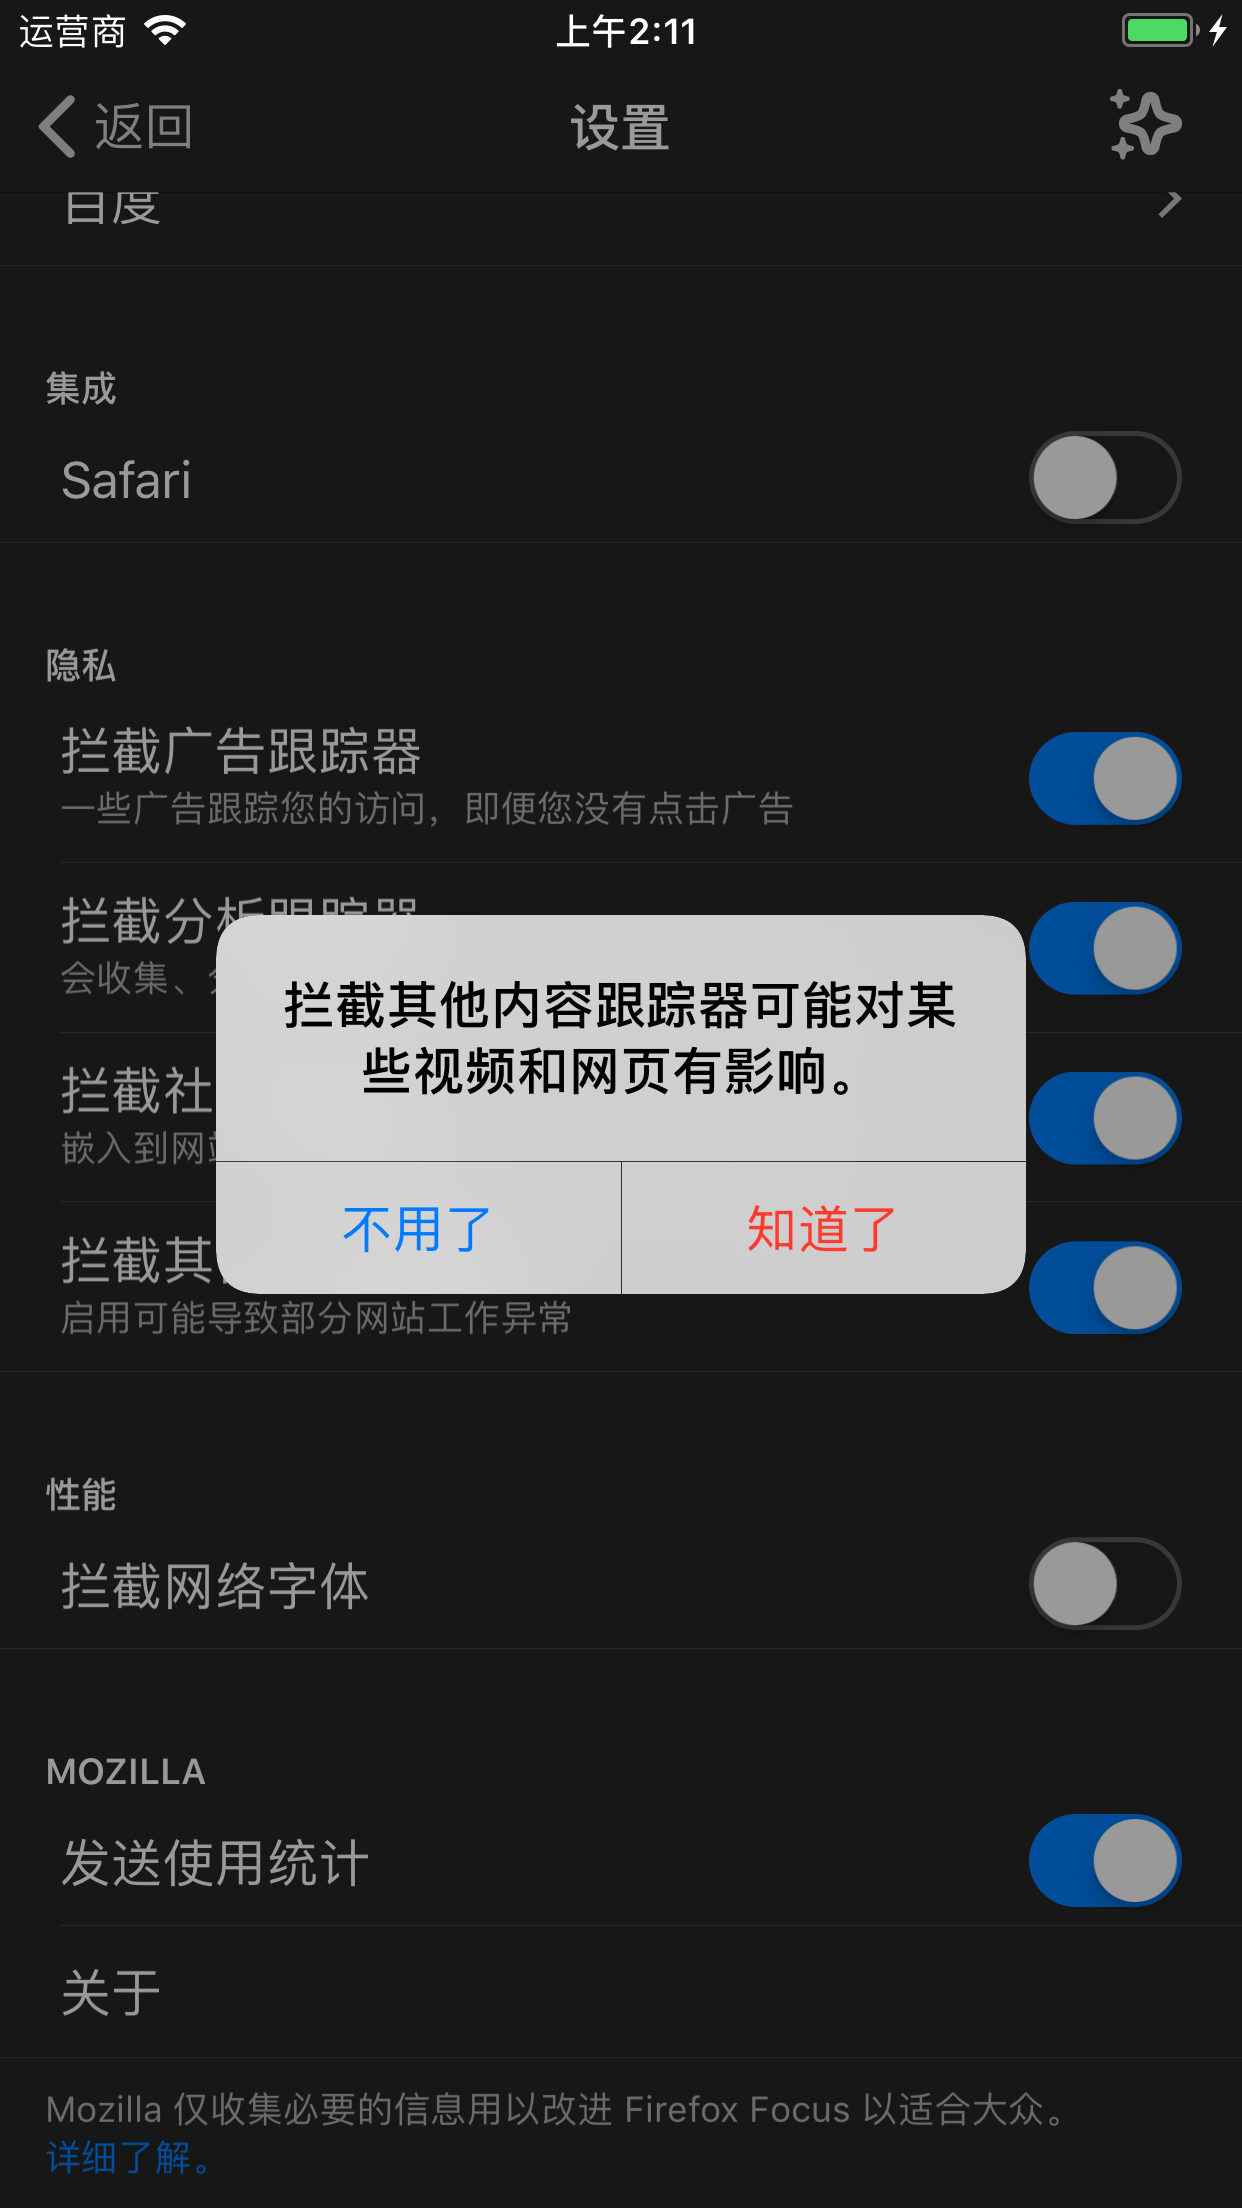 运营商
上午2:11
返回
设置
百度
集成
Safari
隐私
拦截广告跟踪器
一些广告跟踪您的访问，即便您没有点击广告
拦截分析跟踪器
会收集、
拦截其他内容跟踪器可能对某
些视频和网页有影响。
拦截社
嵌入到网
不用了
知道了
拦截其
启用可能导致部分网站工作异常
性能
拦截网络字体
MOZILLA
发送使用统计
关于
Mozilla 仅收集必要的信息用以改进 Firefox Focus 以适合大众。
详细了解。